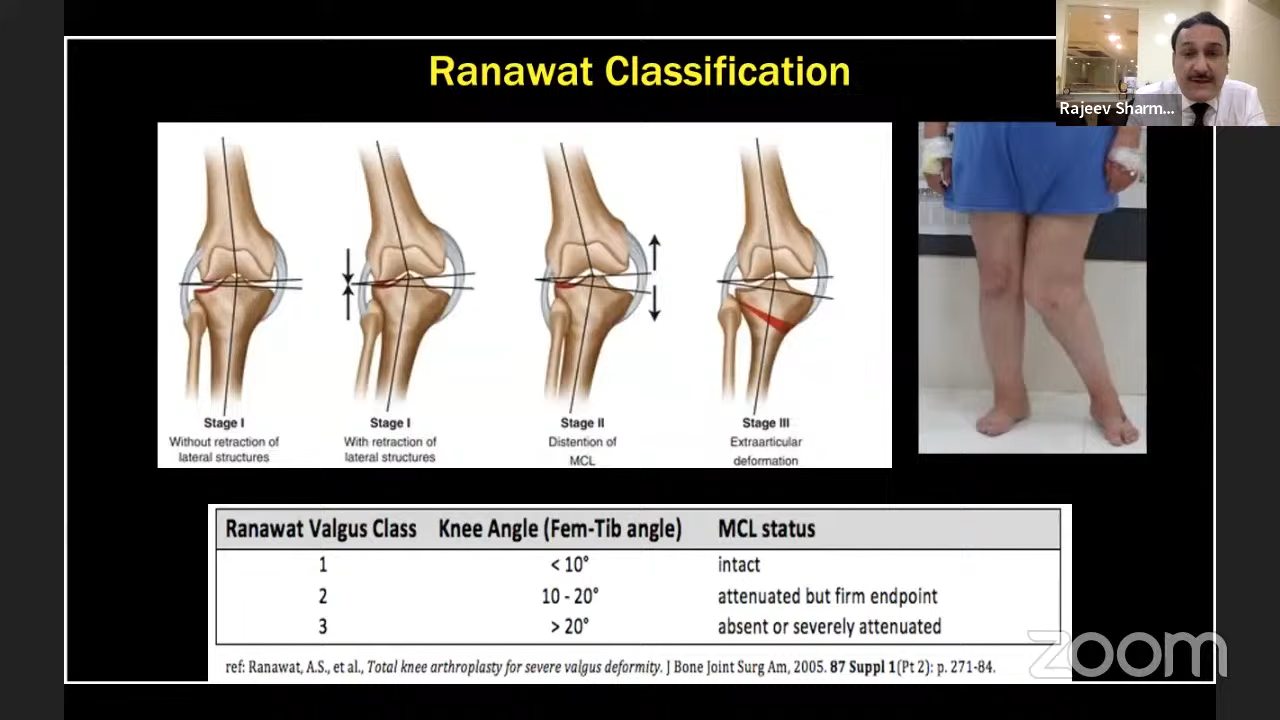 Ranawat Classification
Rajeev Sharm...
Stage I
Without retraction of
lateral structures
Stage I
With retraction of
lateral structures
Stage II
Distention of
MCL
Stage III
Extraarticular
deformation
Ranawat Valgus Class Knee Angle (Fem-Tib angle) MCL status
1 < 10° intact
2 10 - 20° attenuated but firm endpoint
3 > 20° absent or severely attenuated
ref: Ranawat, A.S., et al., Total knee arthroplasty for severe valgus deformity. J Bone Joint Surg Am, 2005. 87 Suppl 1(Pt 2): p. 271-84.
zoom